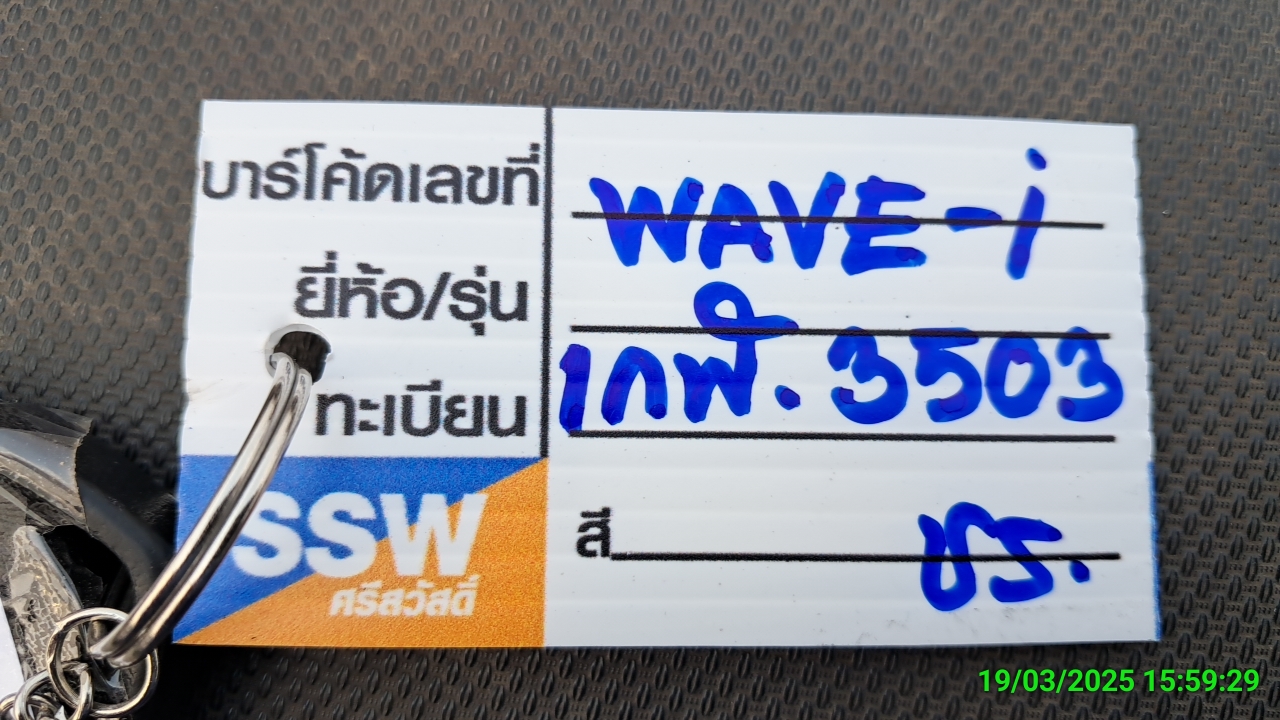 บาร์โค้ดเลขที่ WAVE-i
ยี่ห้อ/รุ่น
ทะเบียน 1กฬ. 3503
SSW
ศรีสวัสดิ์
สี ชร.
19/03/2025 15:59:29